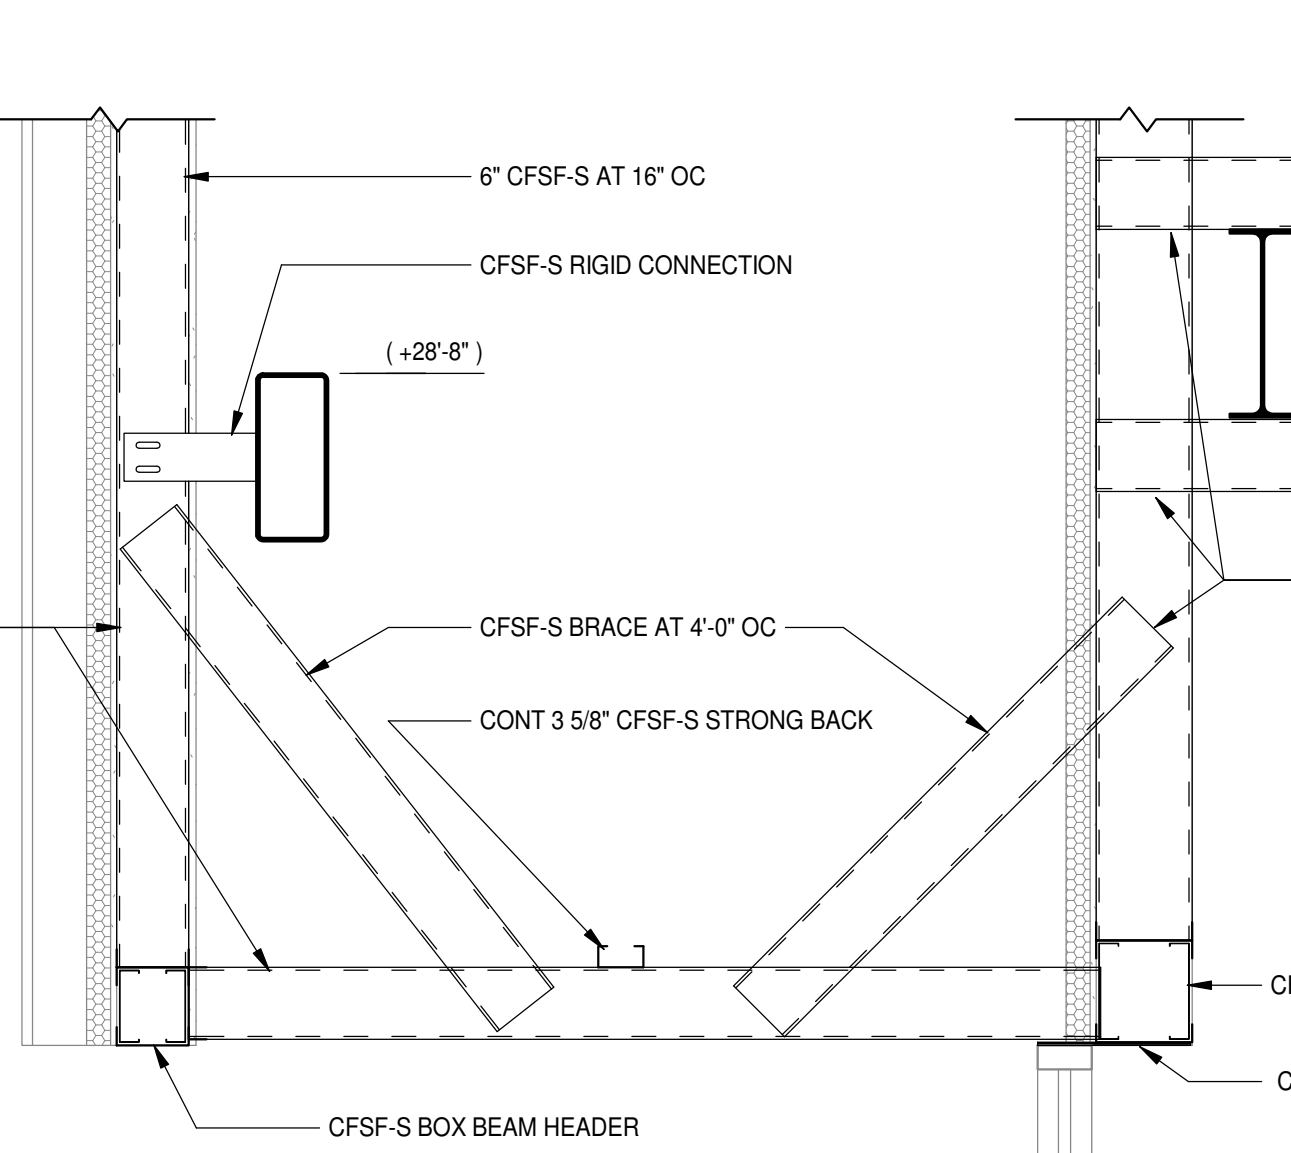 6" CFSF-S AT 16" OC
CFSF-S RIGID CONNECTION
( +28'-8" )
CFSF-S BRACE AT 4'-0" OC
CONT 3 5/8" CFSF-S STRONG BACK
CFSF-S BOX BEAM HEADER